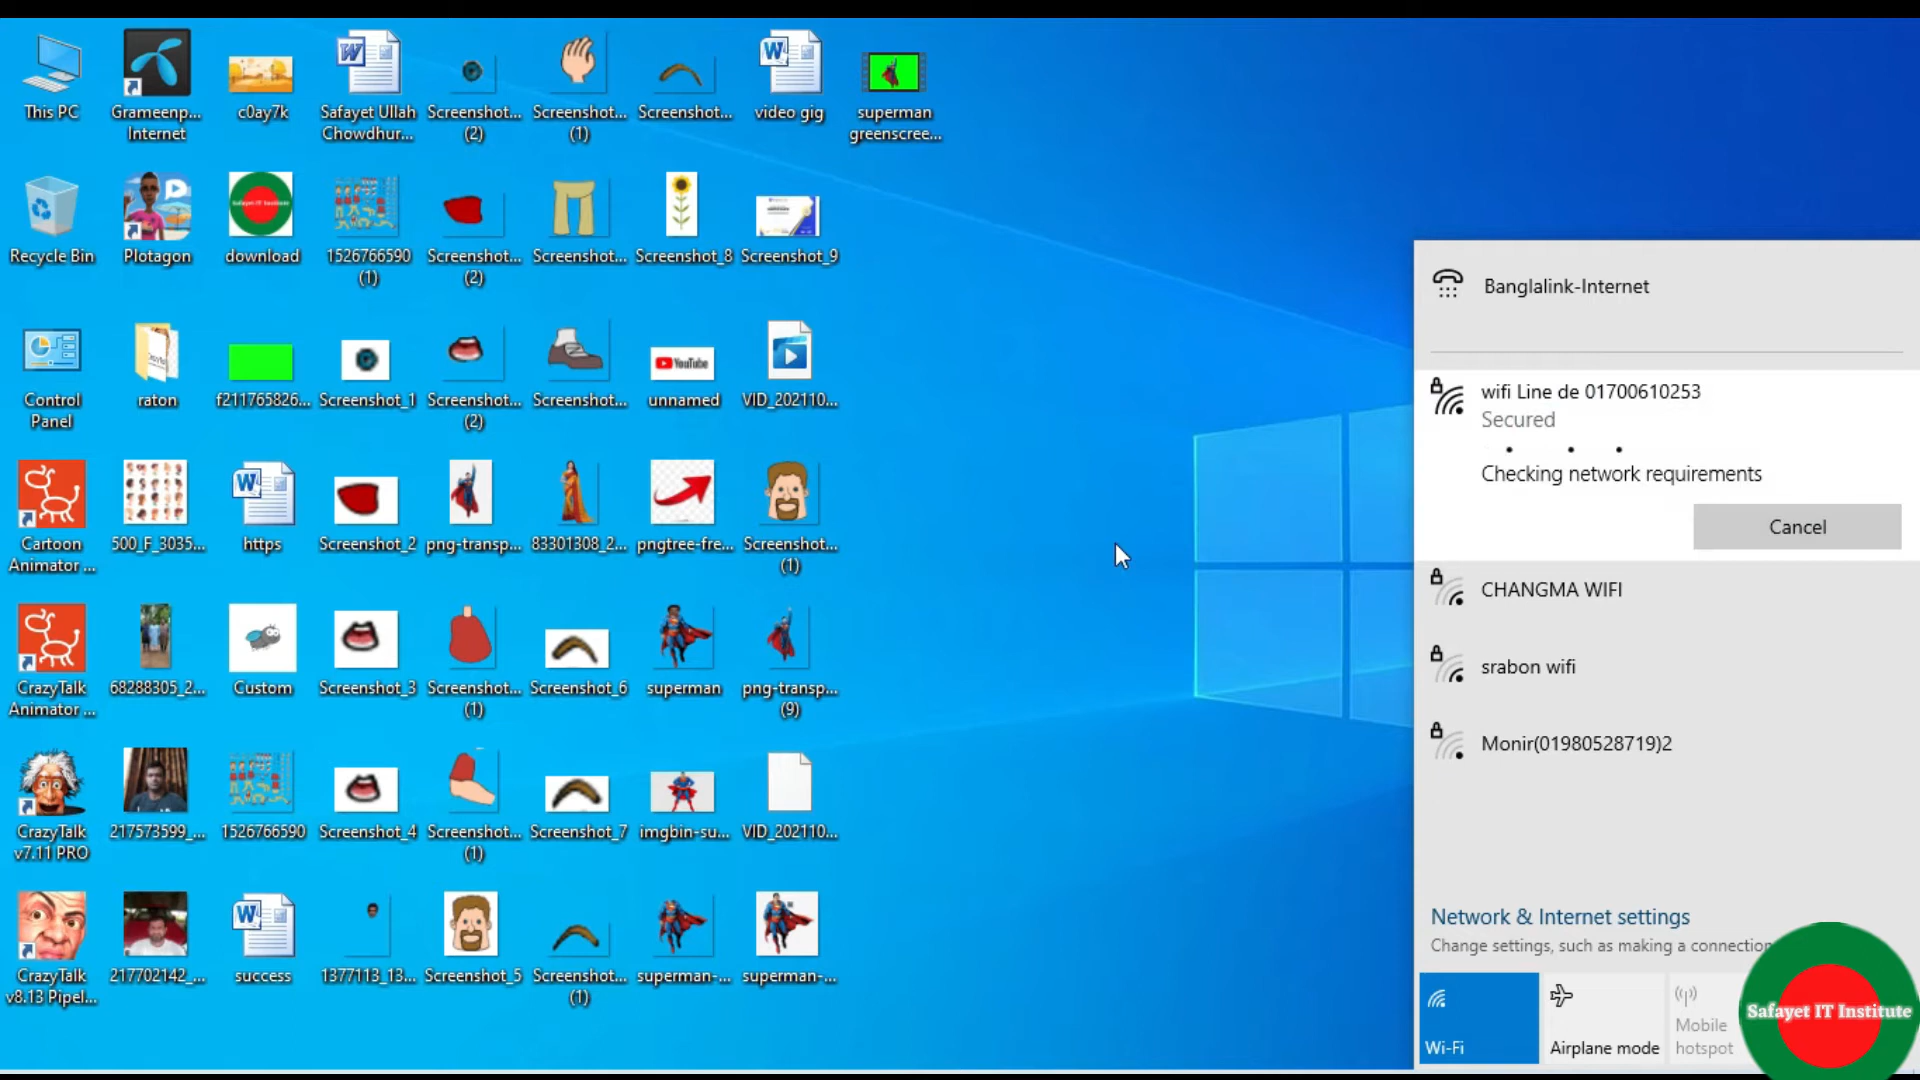 This PC
Grameenp...
Internet
c0ay7k
Safayet Ullah
Chowdhur...
Screenshot...
(2)
Screenshot...
(1)
Screenshot...
video gig
superman
greenscree...
Recycle Bin
Plotagon
download
1526766590
(1)
Screenshot...
(2)
Screenshot...
Screenshot_8
Screenshot_9
Control
Panel
raton
f211765826...
Screenshot_1
Screenshot...
(2)
Screenshot...
YouTube
unnamed
VID_202110...
Cartoon
Animator ...
500_F_3035...
https
Screenshot_2
png-transp...
83301308_2...
pngtree-fre...
Screenshot...
(1)
CrazyTalk
Animator ...
68288305_2...
Custom
Screenshot_3
Screenshot...
(1)
Screenshot_6
superman
png-transp...
(9)
CrazyTalk
v7.11 PRO
217573599_...
1526766590
Screenshot_4
Screenshot...
(1)
Screenshot_7
imgbin-su...
VID_202110...
CrazyTalk
v8.13 Pipel...
217702142_...
success
1377113_13...
Screenshot_5
Screenshot...
(1)
superman-...
superman-...
Banglalink-Internet
wifi Line de 01700610253
Secured
Checking network requirements
Cancel
CHANGMA WIFI
srabon wifi
Monir(01980528719)2
Network & Internet settings
Change settings, such as making a connection
Wi-Fi
Airplane mode
Mobile
hotspot
Safayet IT Institute